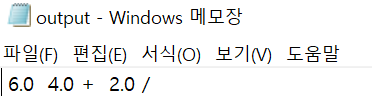 output - Windows 메모장
파일(F) 편집(E) 서식(O) 보기(V) 도움말
6.0 4.0 + 2.0 /